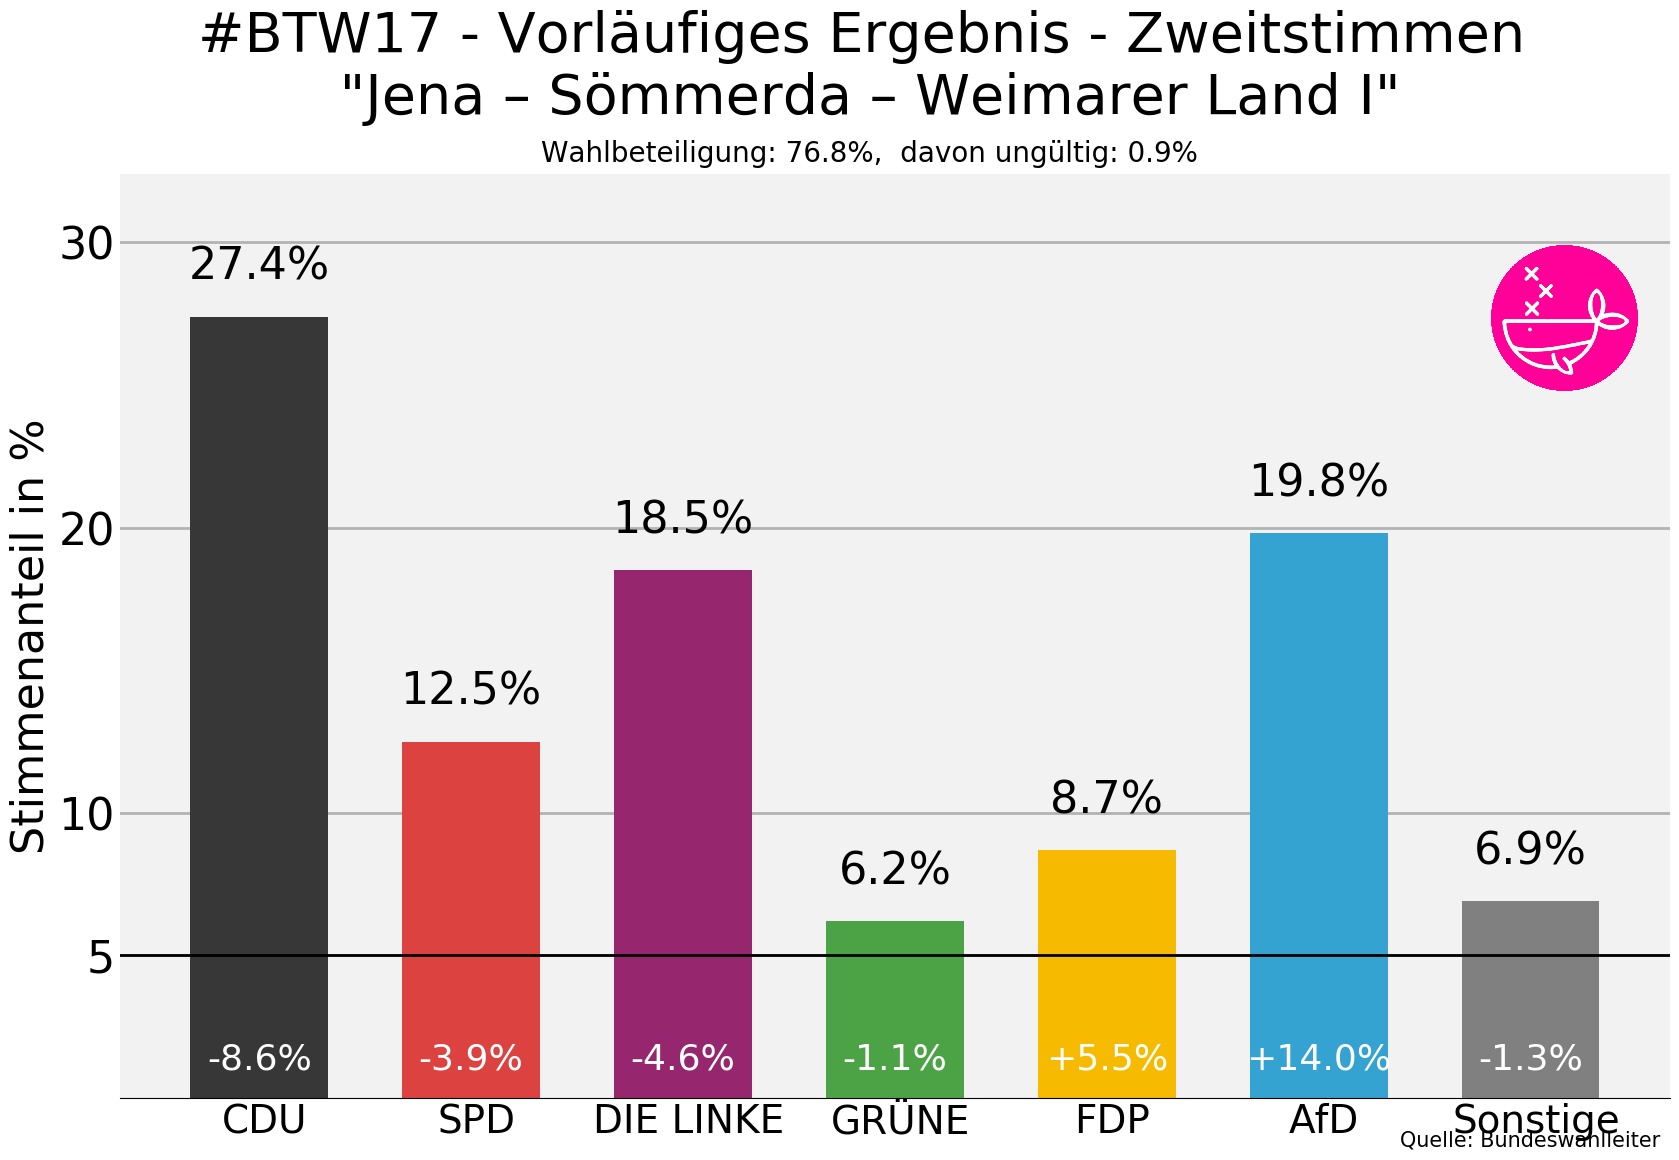 #BTW17 - Vorläufiges Ergebnis - Zweitstimmen
"Jena – Sömmerda – Weimarer Land I"
Wahlbeteiligung: 76.8%,  davon ungültig: 0.9%
Stimmenanteil in %
30
20
10
5
27.4%
12.5%
18.5%
6.2%
8.7%
19.8%
6.9%
-8.6%
-3.9%
-4.6%
-1.1%
+5.5%
+14.0%
-1.3%
CDU
SPD
DIE LINKE
GRÜNE
FDP
AfD
Sonstige
Quelle: Bundeswahlleiter